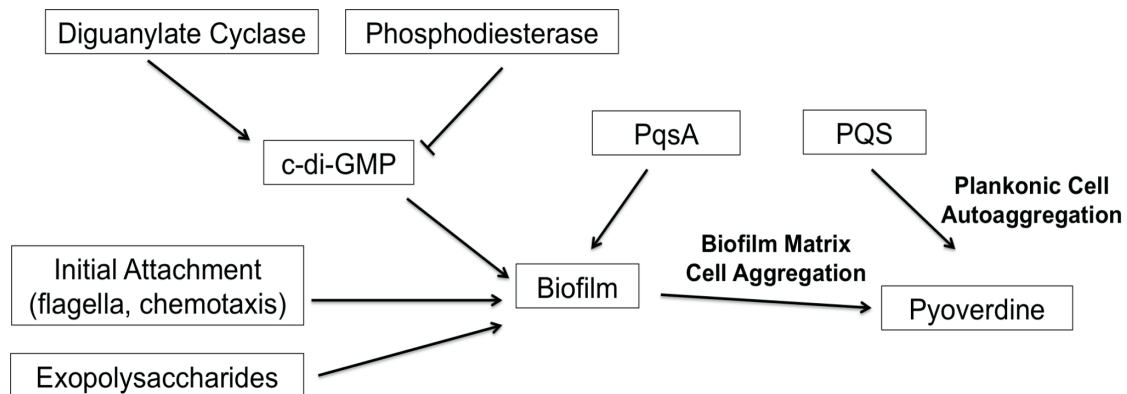 Diguanylate Cyclase
Phosphodiesterase
PqsA
PQS
c-di-GMP
Plankonic Cell
Autoaggregation
Biofilm Matrix
Cell Aggregation
Initial Attachment
(flagella, chemotaxis)
Biofilm
Pyoverdine
Exopolysaccharides